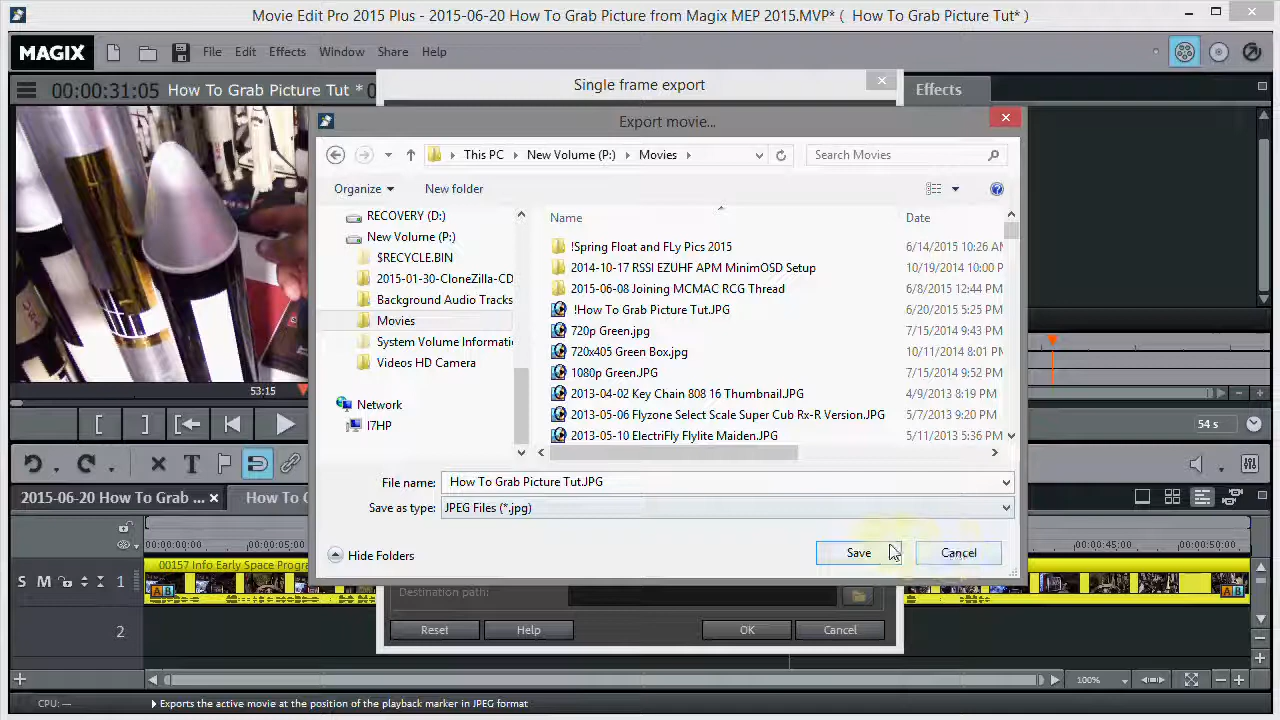 Movie Edit Pro 2015 Plus - 2015-06-20 How To Grab Picture from Magix MEP 2015.MVP* ( How To Grab Picture Tut* )
MAGIX File Edit Effects Window Share Help
00:00:31:05 How To Grab Picture Tut *
Single frame export
Effects
Export movie...
This PC New Volume (P:) Movies
Search Movies
Organize New folder
RECOVERY (D:)
New Volume (P:)
$RECYCLE.BIN
2015-01-30-CloneZilla-CD
Background Audio Tracks
Movies
System Volume Informatic
Videos HD Camera
Network
I7HP
Name Date
!Spring Float and FLy Pics 2015 6/14/2015 10:26 AM
2014-10-17 RSSI EZUHF APM MinimOSD Setup 10/19/2014 10:00 P
2015-06-08 Joining MCMAC RCG Thread 6/8/2015 12:44 PM
!How To Grab Picture Tut.JPG 6/20/2015 5:25 PM
720p Green.jpg 7/15/2014 9:43 PM
720x405 Green Box.jpg 10/11/2014 8:01 PM
1080p Green.JPG 7/15/2014 9:52 PM
2013-04-02 Key Chain 808 16 Thumbnail.JPG 4/9/2013 8:19 PM
2013-05-06 Flyzone Select Scale Super Cub Rx-R Version.JPG 5/7/2013 9:20 PM
2013-05-10 ElectriFly Flylite Maiden.JPG 5/11/2013 5:36 PM
File name: How To Grab Picture Tut.JPG
Save as type: JPEG Files (*.jpg)
Hide Folders Save Cancel
53:15
54 s
2015-06-20 How To Grab ... How To G
00:00:00:00 00:00:05:00 00:00:45:00 00:00:50:
S M 1 00157 Info Early Space Progra
A B A B
2
Destination path:
Reset Help OK Cancel
100%
CPU: — Exports the active movie at the position of the playback marker in JPEG format